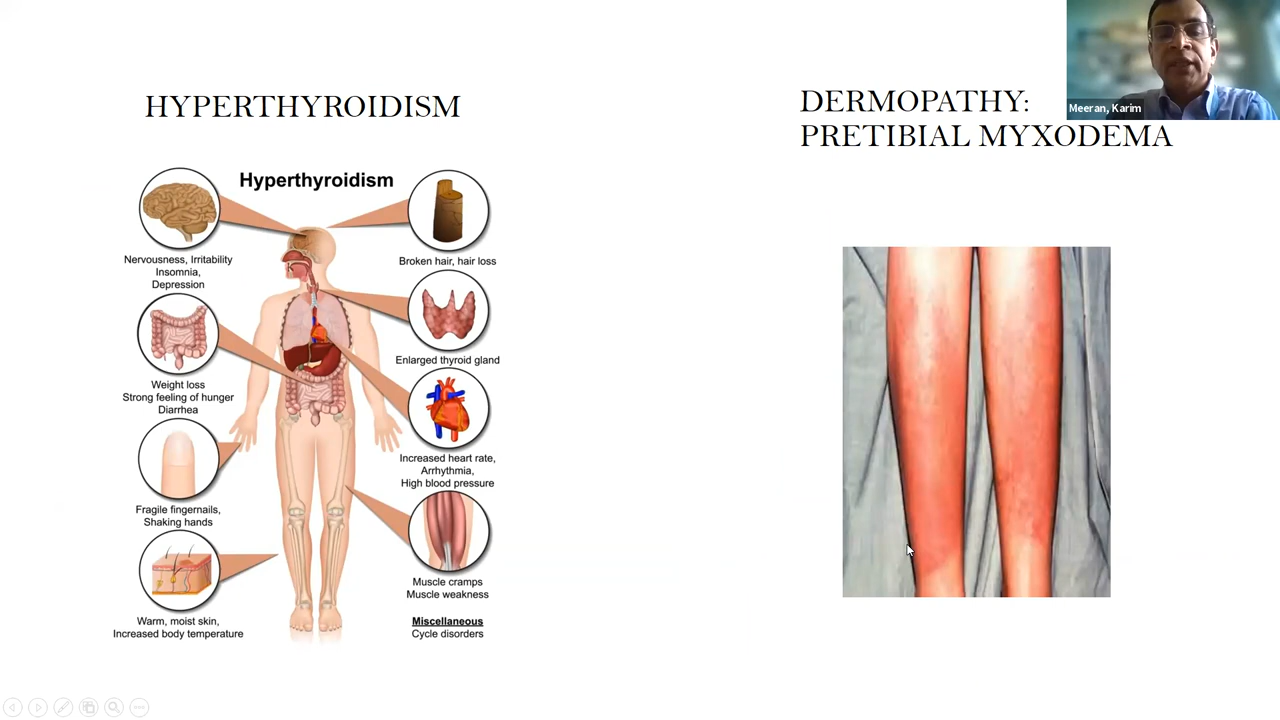 HYPERTHYROIDISM
Hyperthyroidism
Nervousness, Irritability
Insomnia,
Depression
Weight loss
Strong feeling of hunger
Diarrhea
Fragile fingernails,
Shaking hands
Warm, moist skin,
Increased body temperature
Broken hair, hair loss
Enlarged thyroid gland
Increased heart rate,
Arrhythmia,
High blood pressure
Muscle cramps
Muscle weakness
Miscellaneous
Cycle disorders
DERMOPATHY:
PRETIBIAL MYXODEMA
Meeran, Karim